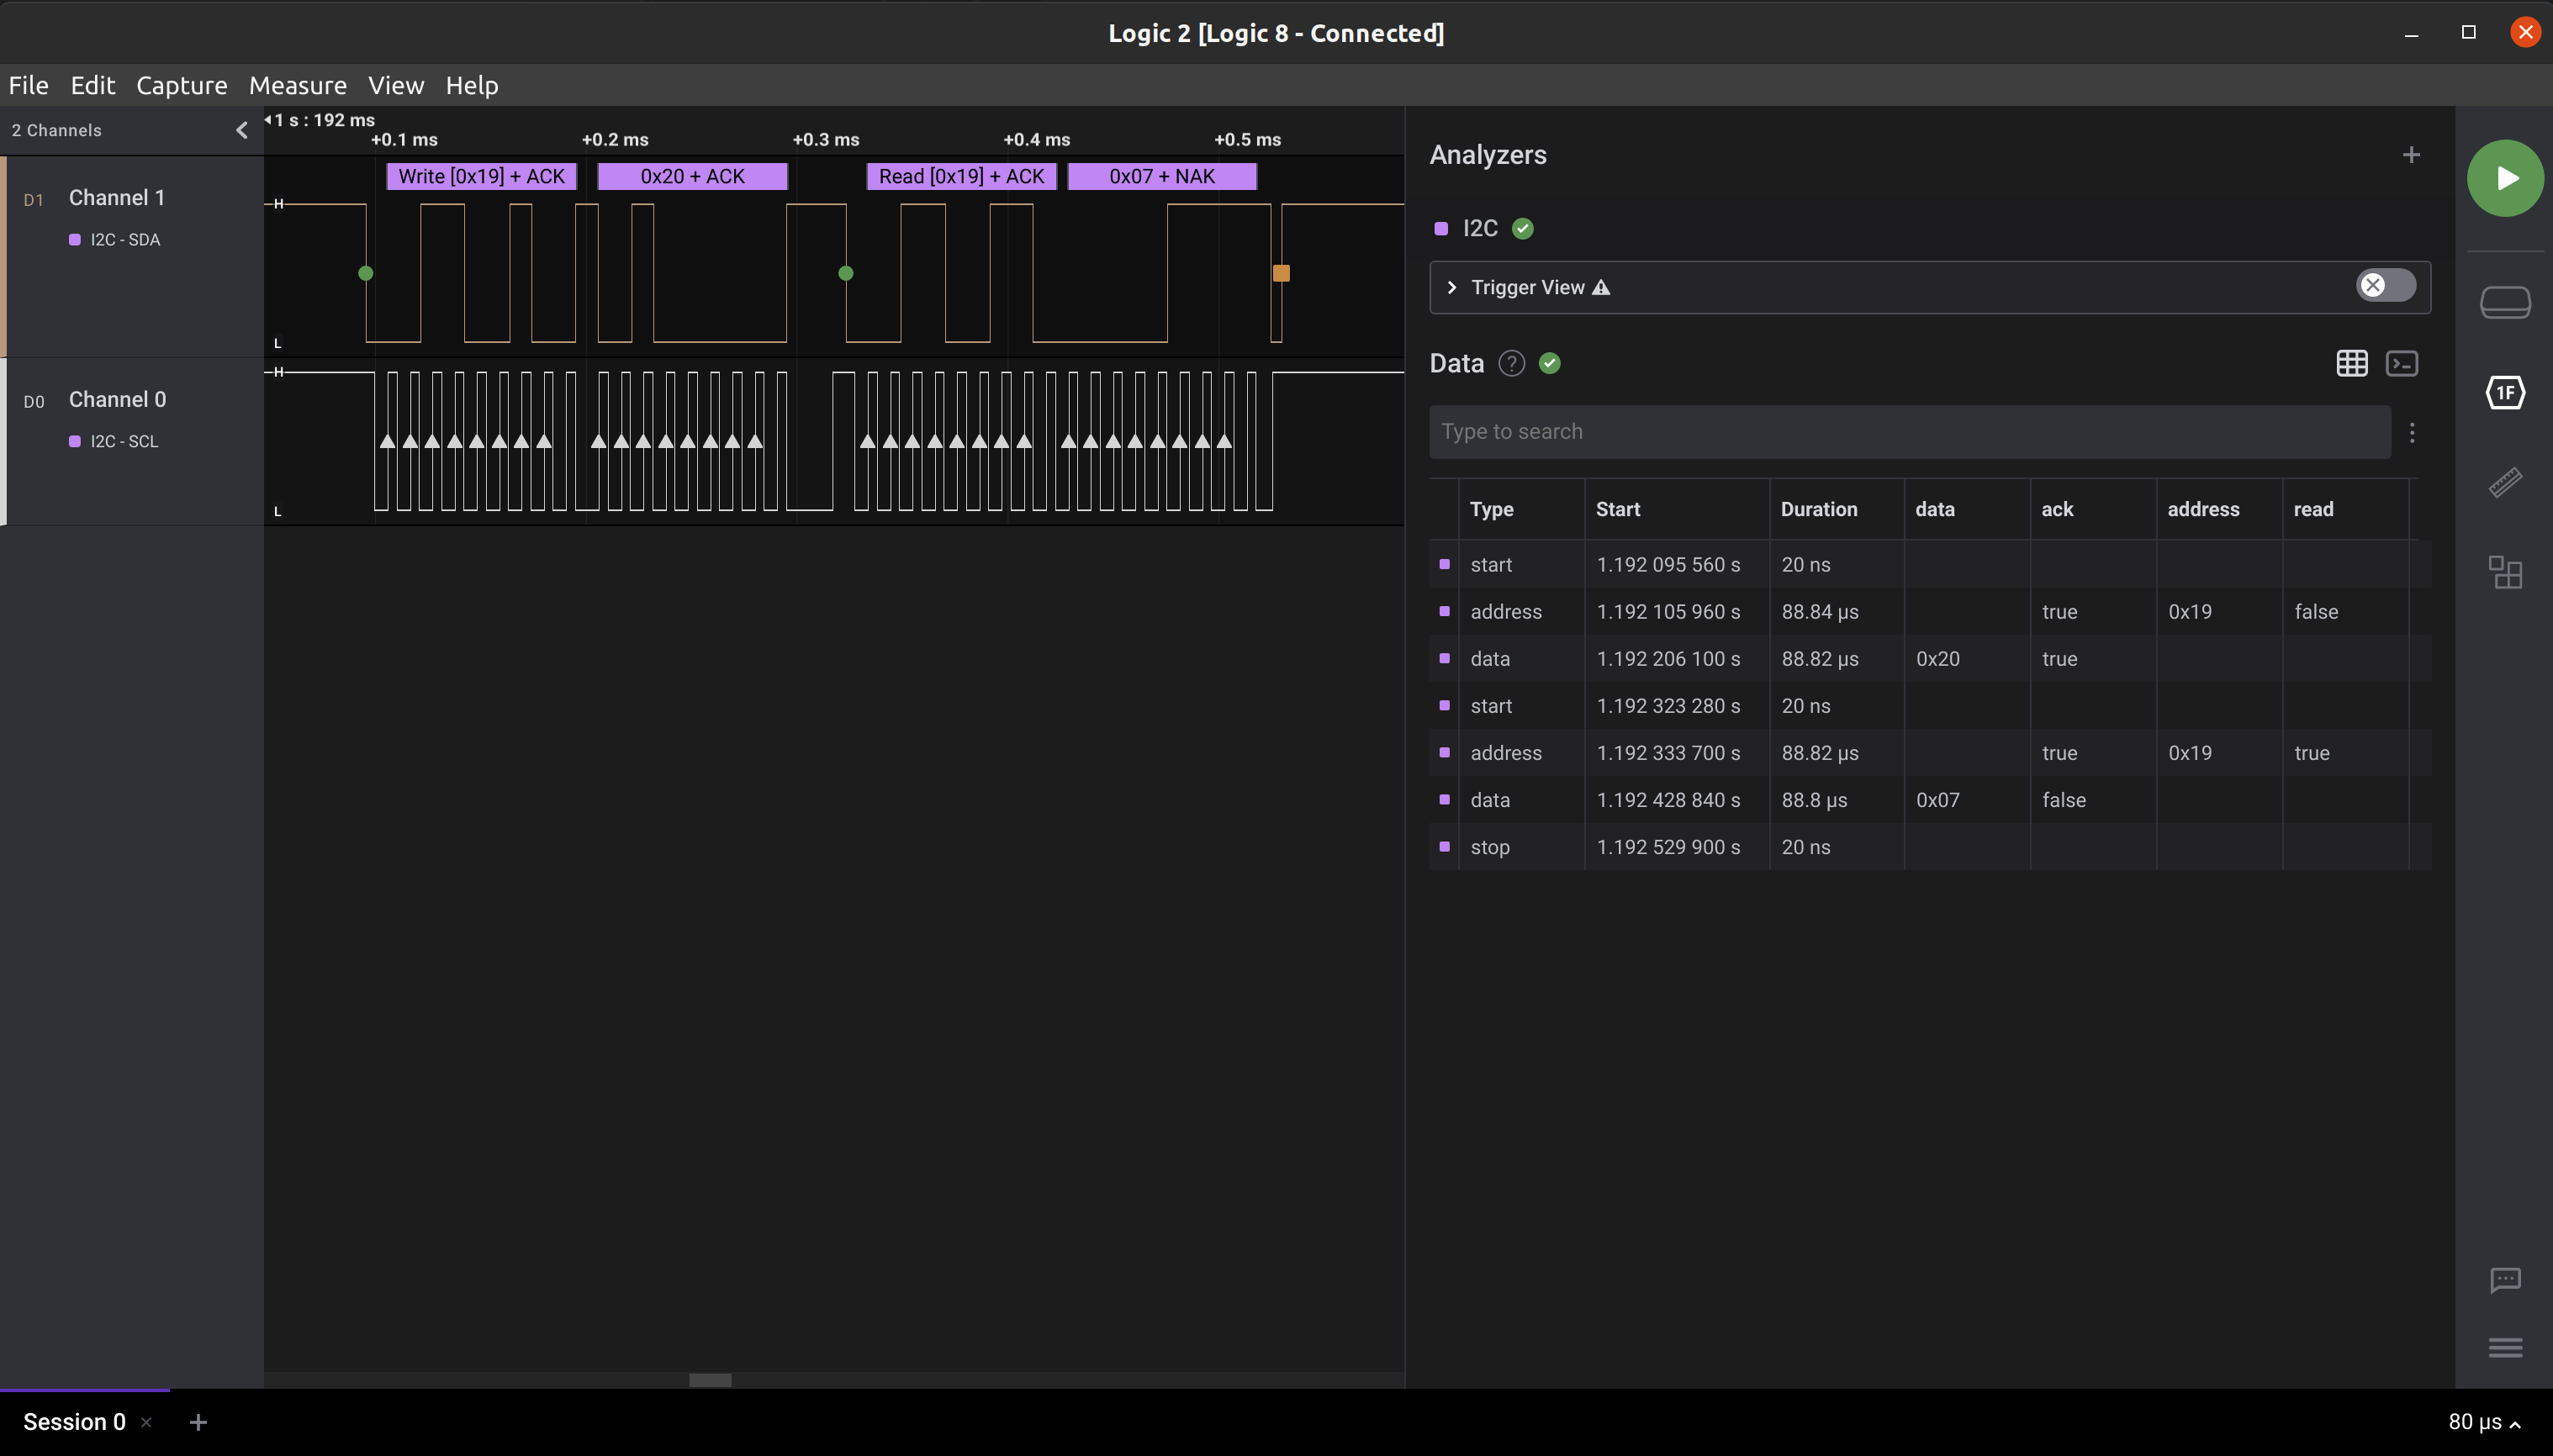 Logic 2 [Logic 8 - Connected]
File Edit Capture Measure View Help
2 Channels
1 s : 192 ms
+0.1 ms +0.2 ms +0.3 ms +0.4 ms +0.5 ms
Write [0x19] + ACK 0x20 + ACK Read [0x19] + ACK 0x07 + NAK
D1 Channel 1
I2C - SDA
H
L
D0 Channel 0
I2C - SCL
H
L
Analyzers +
I2C
Trigger View
Data ?
1F
Type to search
Type Start Duration data ack address read
start 1.192 095 560 s 20 ns
address 1.192 105 960 s 88.84 μs true 0x19 false
data 1.192 206 100 s 88.82 μs 0x20 true
start 1.192 323 280 s 20 ns
address 1.192 333 700 s 88.82 μs true 0x19 true
data 1.192 428 840 s 88.8 μs 0x07 false
stop 1.192 529 900 s 20 ns
Session 0 × +
80 μs